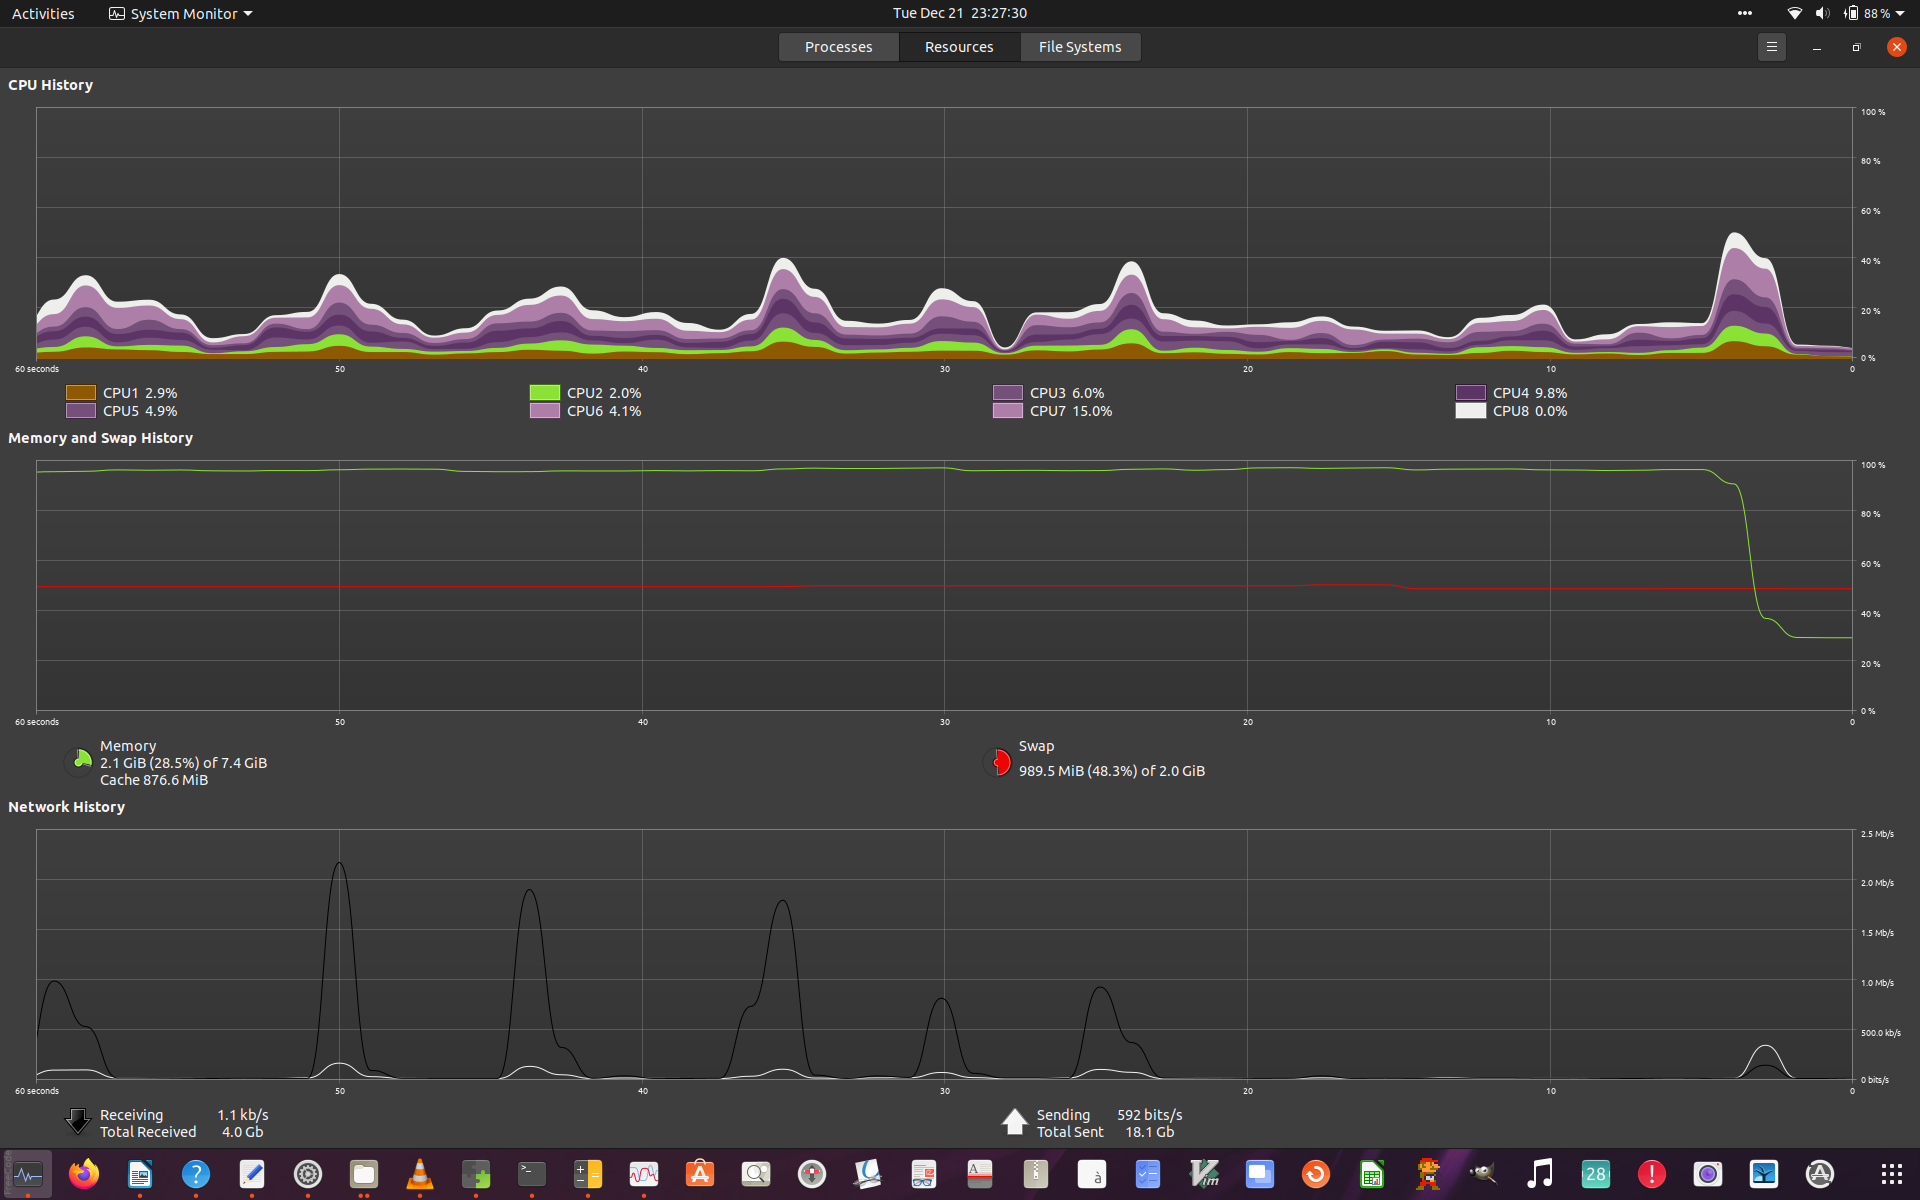 Activities System Monitor Tue Dec 21 23:27:30 88 %
Processes Resources File Systems
CPU History
100 %
80 %
60 %
40 %
20 %
0 %
60 seconds 50 40 30 20 10 0
CPU1 2.9% CPU2 2.0% CPU3 6.0% CPU4 9.8%
CPU5 4.9% CPU6 4.1% CPU7 15.0% CPU8 0.0%
Memory and Swap History
100 %
80 %
60 %
40 %
20 %
0 %
60 seconds 50 40 30 20 10 0
Memory
2.1 GiB (28.5%) of 7.4 GiB
Cache 876.6 MiB
Swap
989.5 MiB (48.3%) of 2.0 GiB
Network History
2.5 Mb/s
2.0 Mb/s
1.5 Mb/s
1.0 Mb/s
500.0 kb/s
0 bits/s
60 seconds 50 40 30 20 10 0
Receiving 1.1 kb/s
Total Received 4.0 Gb
Sending 592 bits/s
Total Sent 18.1 Gb
28